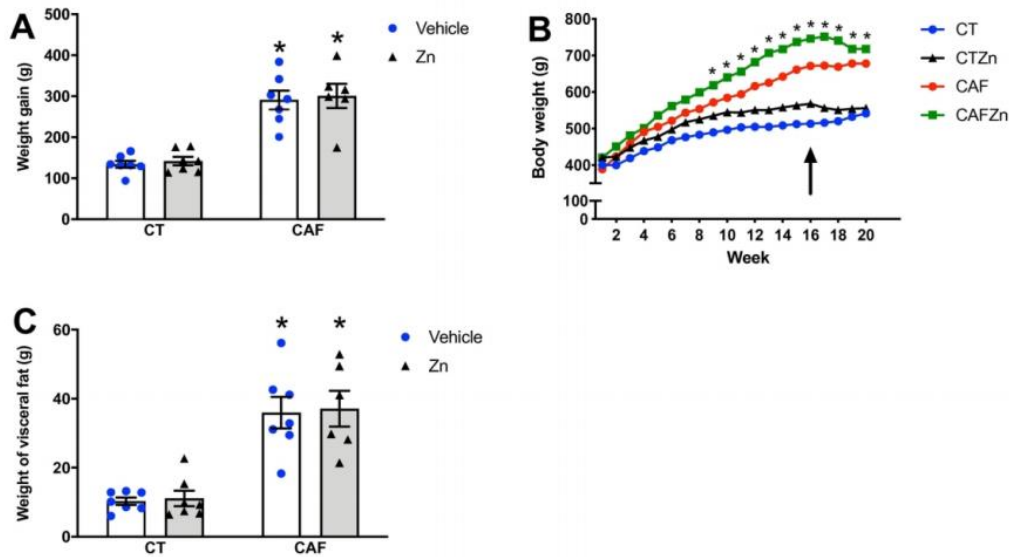 A
Weight gain (g)
500
400
300
200
100
0
* *
CT CAF
Vehicle
Zn
B
Body weight (g)
800
700
600
500
400
100
0
* * * * * * * * * * * *
2 4 6 8 10 12 14 16 18 20
Week
CT
CTZn
CAF
CAFZn
C
Weight of visceral fat (g)
60
40
20
0
* *
CT CAF
Vehicle
Zn